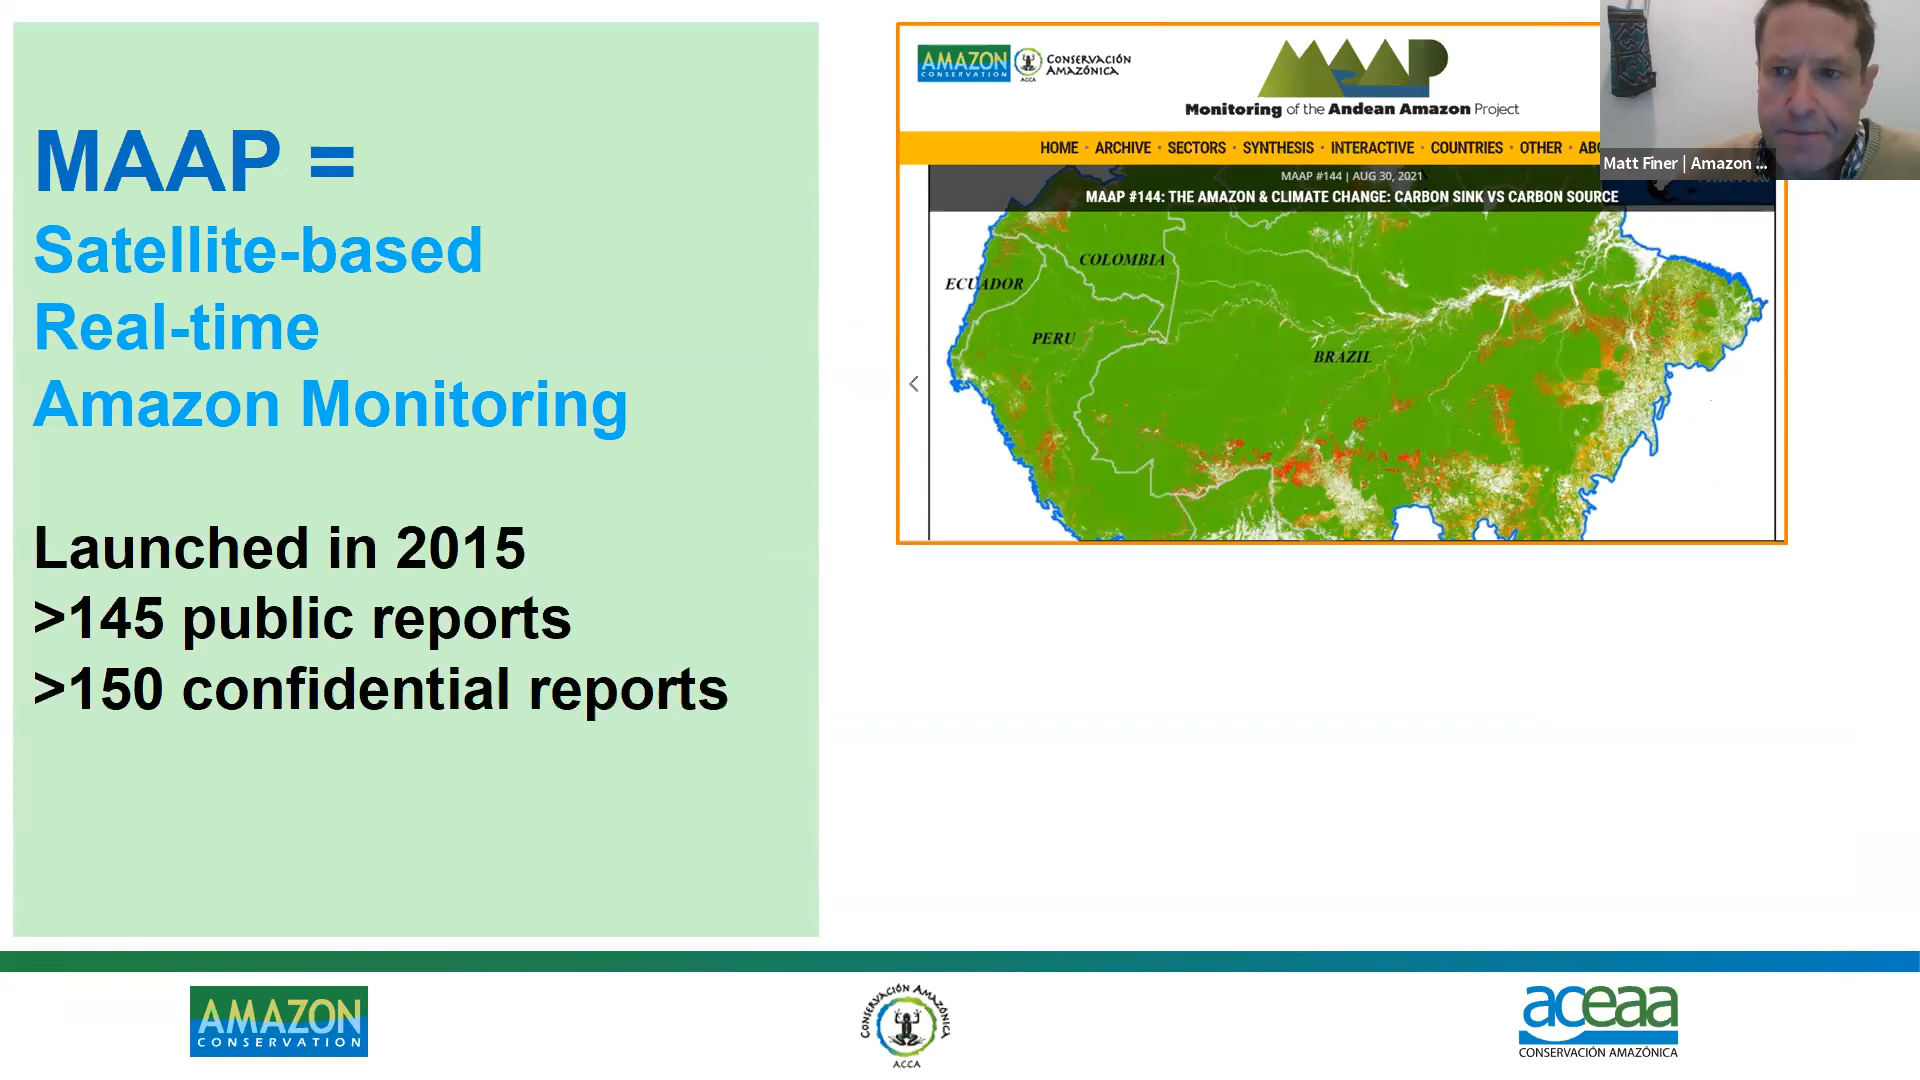 MAAP =
Satellite-based
Real-time
Amazon Monitoring
Launched in 2015
>145 public reports
>150 confidential reports
AMAZON
CONSERVATION
ACCA
CONSERVACIÓN
AMAZÓNICA
MAAP
Monitoring of the Andean Amazon Project
HOME · ARCHIVE · SECTORS · SYNTHESIS · INTERACTIVE · COUNTRIES · OTHER · ABO
MAAP #144 | AUG 30, 2021
MAAP #144: THE AMAZON & CLIMATE CHANGE: CARBON SINK VS CARBON SOURCE
COLOMBIA
ECUADOR
PERU
BRAZIL
Matt Finer | Amazon ...
AMAZON
CONSERVATION
CONSERVACIÓN AMAZÓNICA
ACCA
aceaa
CONSERVACIÓN AMAZÓNICA